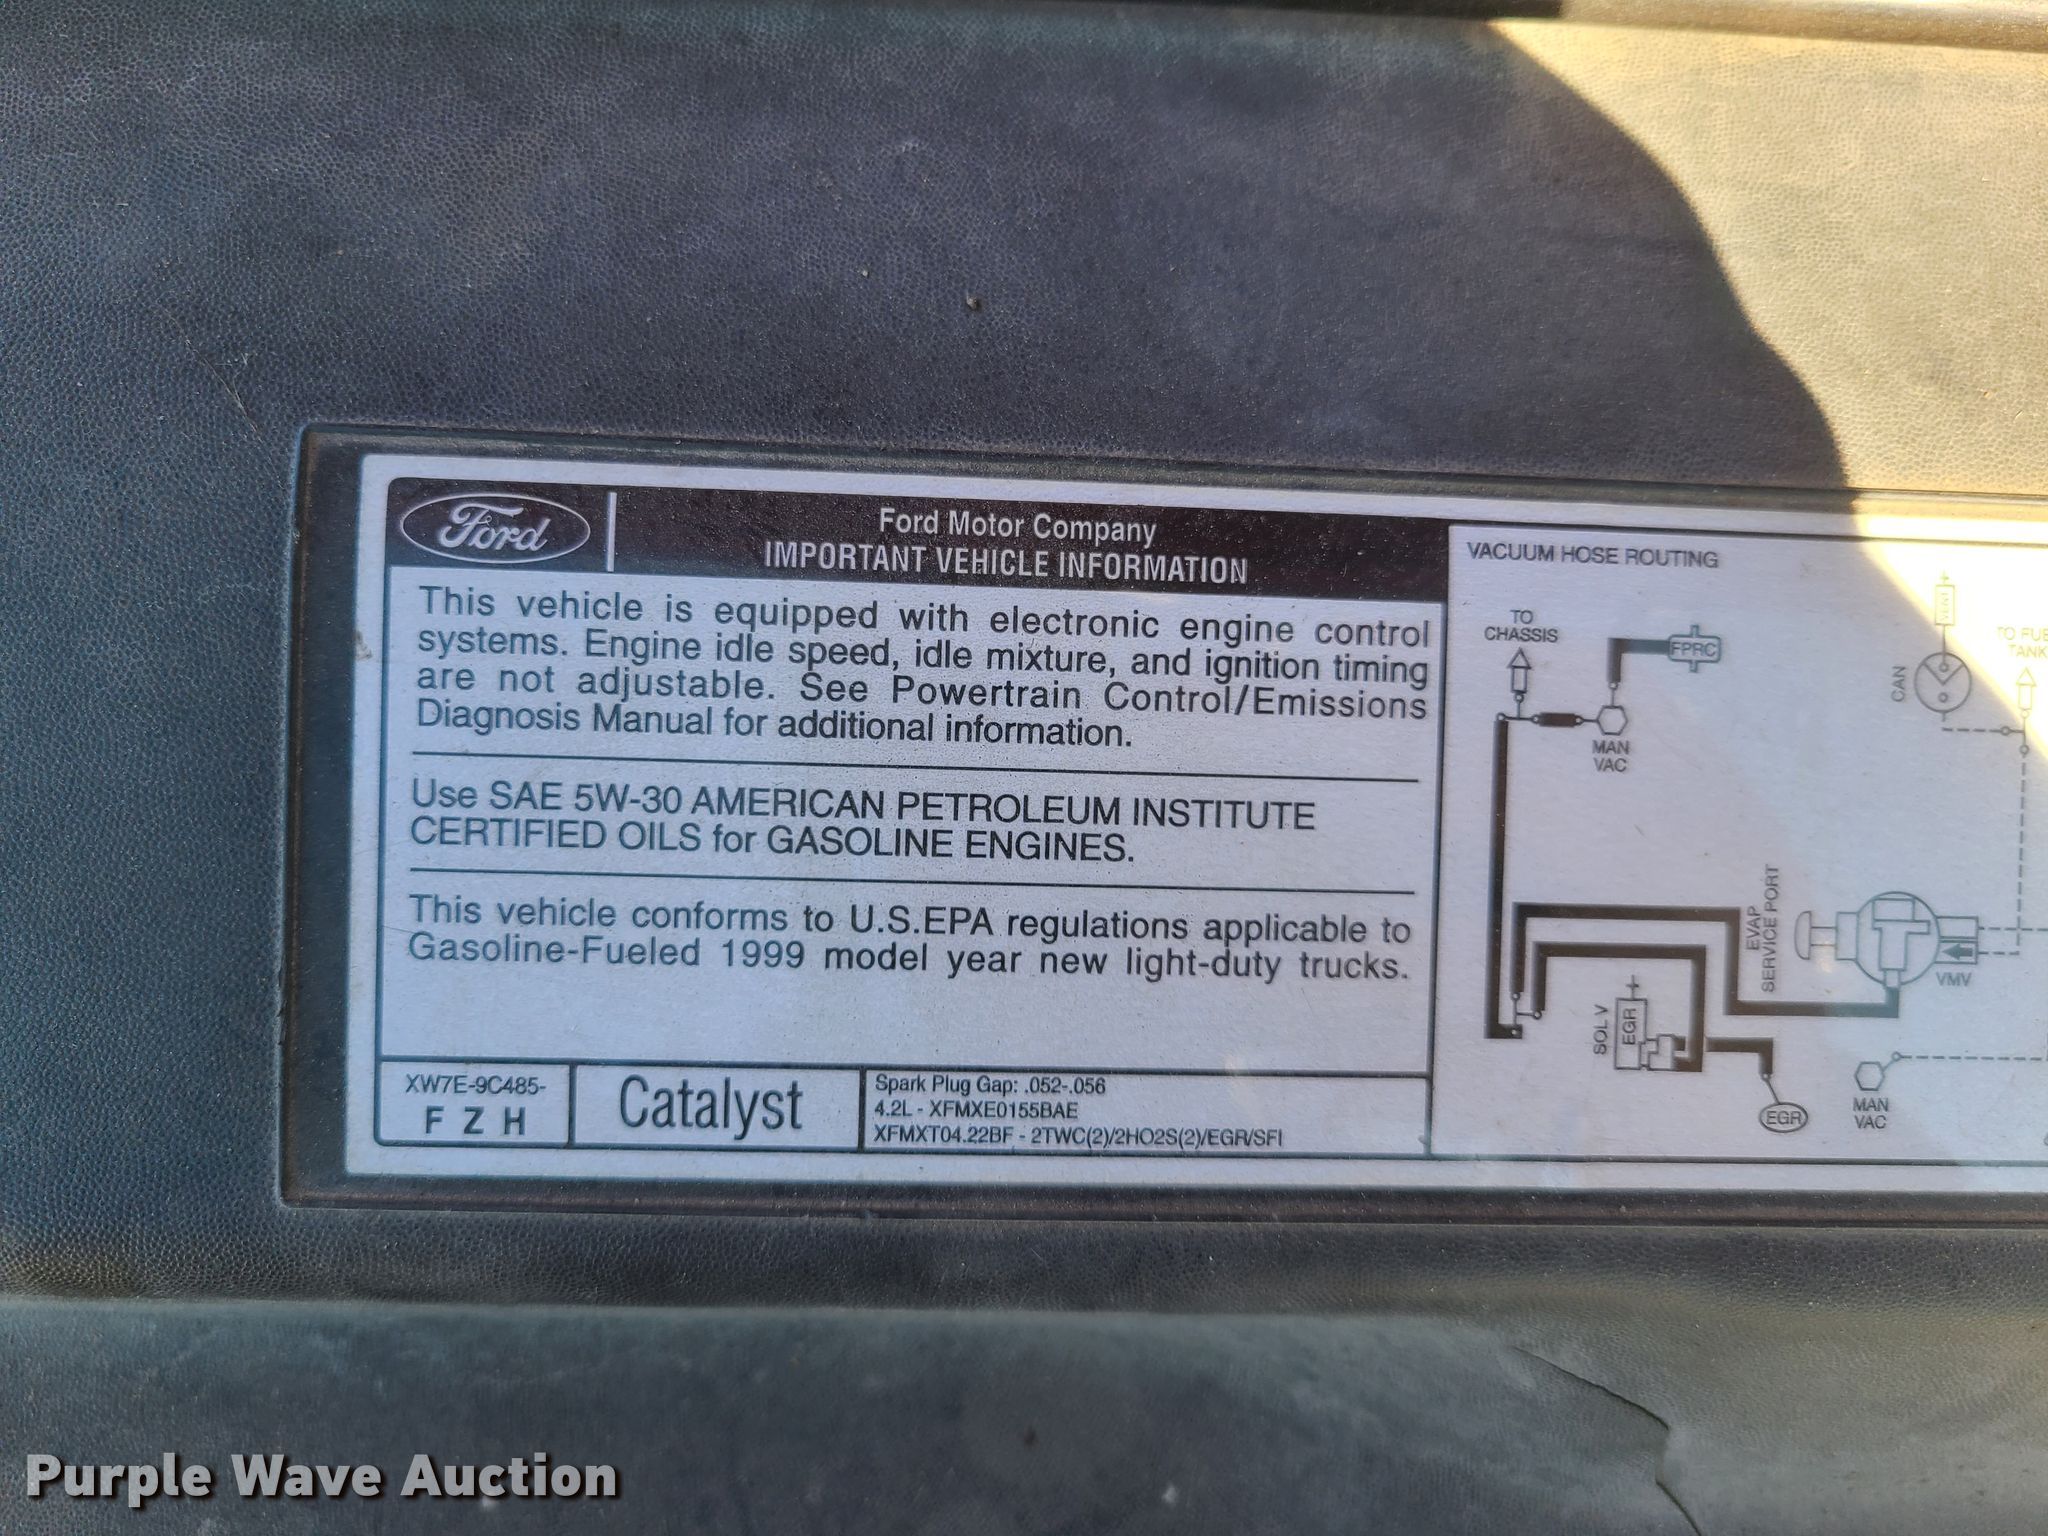 Ford
Ford Motor Company
IMPORTANT VEHICLE INFORMATION
This vehicle is equipped with electronic engine control
systems. Engine idle speed, idle mixture, and ignition timing
are not adjustable. See Powertrain Control/Emissions
Diagnosis Manual for additional information.
Use SAE 5W-30 AMERICAN PETROLEUM INSTITUTE
CERTIFIED OILS for GASOLINE ENGINES.
This vehicle conforms to U.S.EPA regulations applicable to
Gasoline-Fueled 1999 model year new light-duty trucks.
XW7E-9C485-
F Z H
Catalyst
Spark Plug Gap: .052-.056
4.2L - XFMXE0155BAE
XFMXT04.22BF - 2TWC(2)/2HO2S(2)/EGR/SFI
VACUUM HOSE ROUTING
TO
CHASSIS
FPRC
MAN
VAC
CAN
TO
TANK
EVAP
SERVICE PORT
VMV
SOL V
EGR
EGR
MAN
VAC
Purple Wave Auction